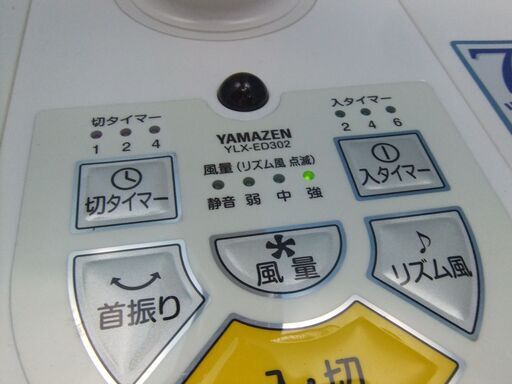 切タイマー
1 2 4
切タイマー
YAMAZEN
YLX-ED302
風量(リズム風 点滅)
静音 弱 中 強
入タイマー
2 4 6
入タイマー
首振り
風量
リズム風
入・切